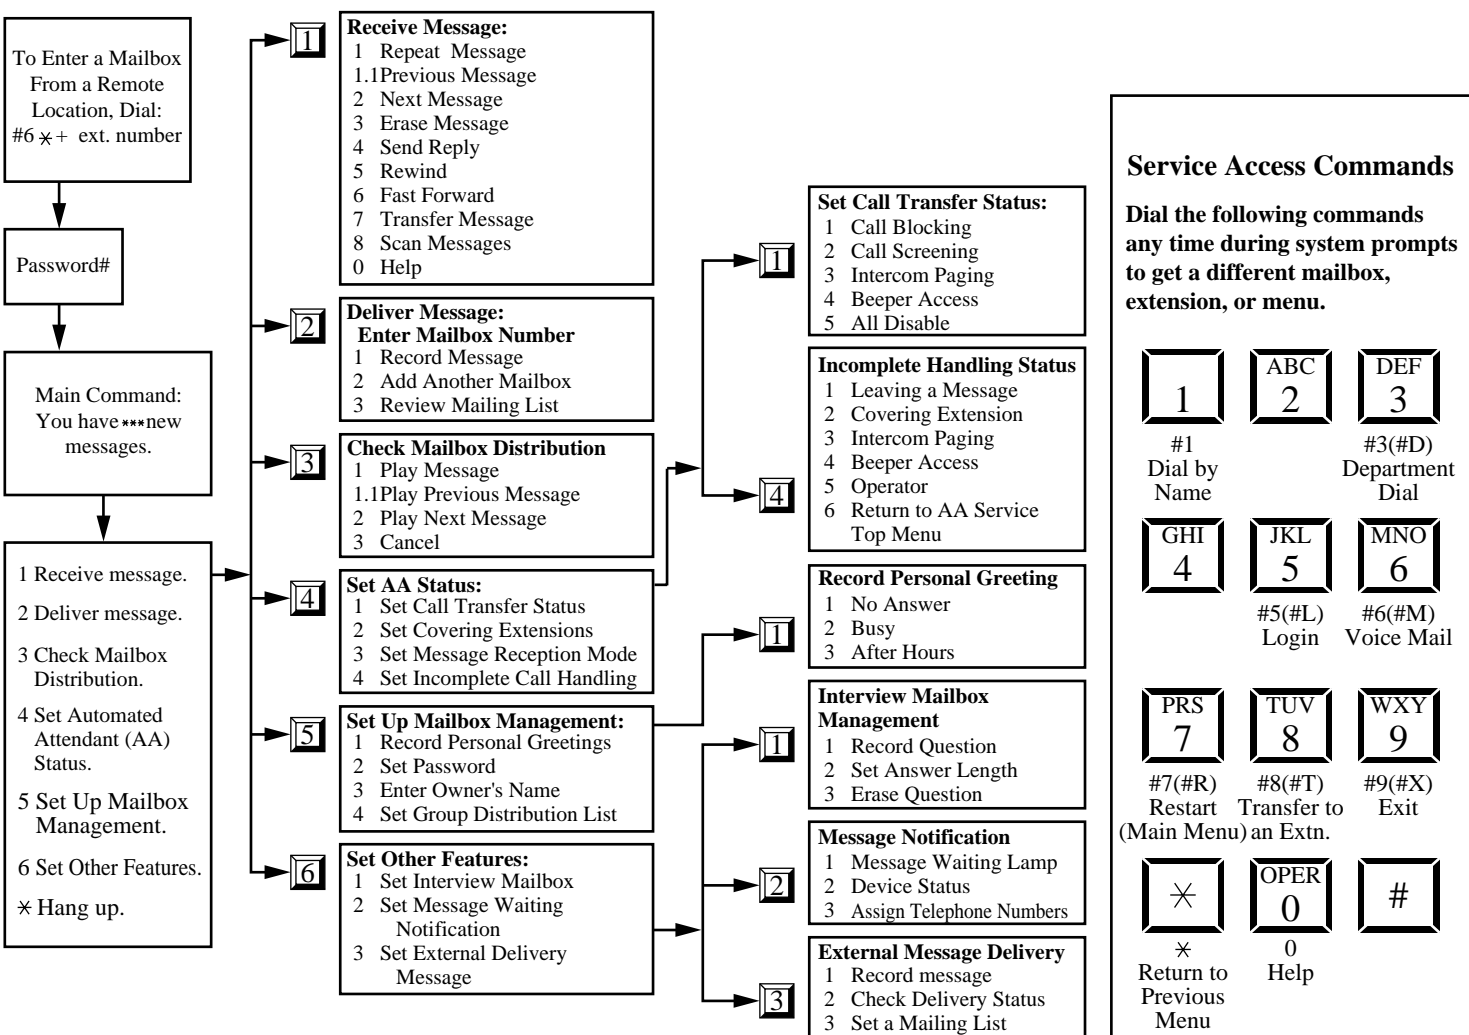 To Enter a Mailbox
From a Remote
Location, Dial:
#6 * + ext. number
Password#
Main Command:
You have ***new
messages.
1 Receive message.
2 Deliver message.
3 Check Mailbox
Distribution.
4 Set Automated
Attendant (AA)
Status.
5 Set Up Mailbox
Management.
6 Set Other Features.
* Hang up.
1
Receive Message:
1 Repeat Message
1.1Previous Message
2 Next Message
3 Erase Message
4 Send Reply
5 Rewind
6 Fast Forward
7 Transfer Message
8 Scan Messages
0 Help
2
Deliver Message:
Enter Mailbox Number
1 Record Message
2 Add Another Mailbox
3 Review Mailing List
3
Check Mailbox Distribution
1 Play Message
1.1Play Previous Message
2 Play Next Message
3 Cancel
4
Set AA Status:
1 Set Call Transfer Status
2 Set Covering Extensions
3 Set Message Reception Mode
4 Set Incomplete Call Handling
5
Set Up Mailbox Management:
1 Record Personal Greetings
2 Set Password
3 Enter Owner's Name
4 Set Group Distribution List
6
Set Other Features:
1 Set Interview Mailbox
2 Set Message Waiting
Notification
3 Set External Delivery
Message
1
Set Call Transfer Status:
1 Call Blocking
2 Call Screening
3 Intercom Paging
4 Beeper Access
5 All Disable
4
Incomplete Handling Status
1 Leaving a Message
2 Covering Extension
3 Intercom Paging
4 Beeper Access
5 Operator
6 Return to AA Service
Top Menu
1
Record Personal Greeting
1 No Answer
2 Busy
3 After Hours
1
Interview Mailbox
Management
1 Record Question
2 Set Answer Length
3 Erase Question
2
Message Notification
1 Message Waiting Lamp
2 Device Status
3 Assign Telephone Numbers
3
External Message Delivery
1 Record message
2 Check Delivery Status
3 Set a Mailing List
Service Access Commands
Dial the following commands
any time during system prompts
to get a different mailbox,
extension, or menu.
1
#1
Dial by
Name
ABC
2
DEF
3
#3(#D)
Department
Dial
GHI
4
JKL
5
#5(#L)
Login
MNO
6
#6(#M)
Voice Mail
PRS
7
#7(#R)
Restart
(Main Menu)
TUV
8
#8(#T)
Transfer to
an Extn.
WXY
9
#9(#X)
Exit
*
*
Return to
Previous
Menu
OPER
0
0
Help
#